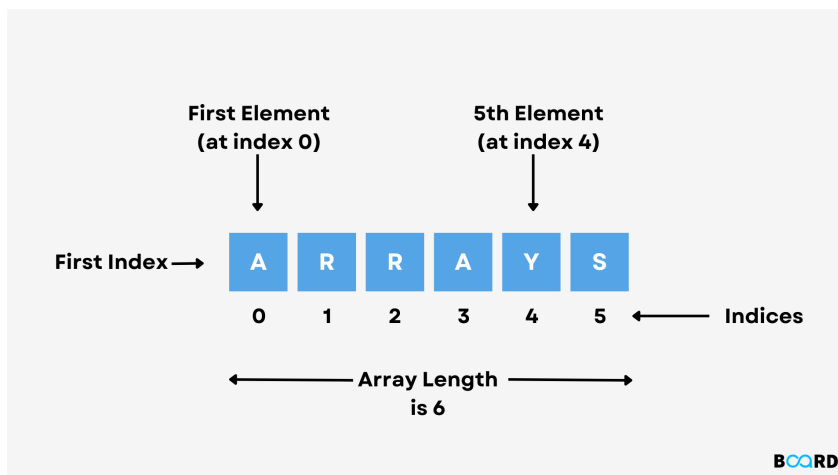 First Element
(at index 0)
5th Element
(at index 4)
First Index
A R R A Y S
0 1 2 3 4 5
Indices
Array Length
is 6
BOARD